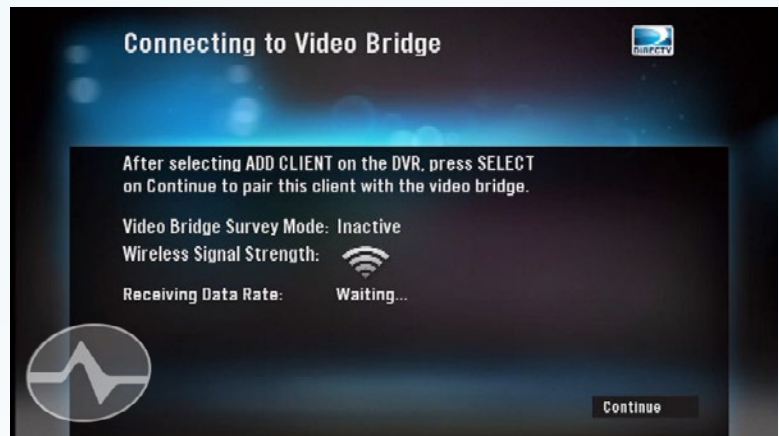 Connecting to Video Bridge
DIRECTV
After selecting ADD CLIENT on the DVR, press SELECT
on Continue to pair this client with the video bridge.
Video Bridge Survey Mode: Inactive
Wireless Signal Strength:
Receiving Data Rate: Waiting...
Continue